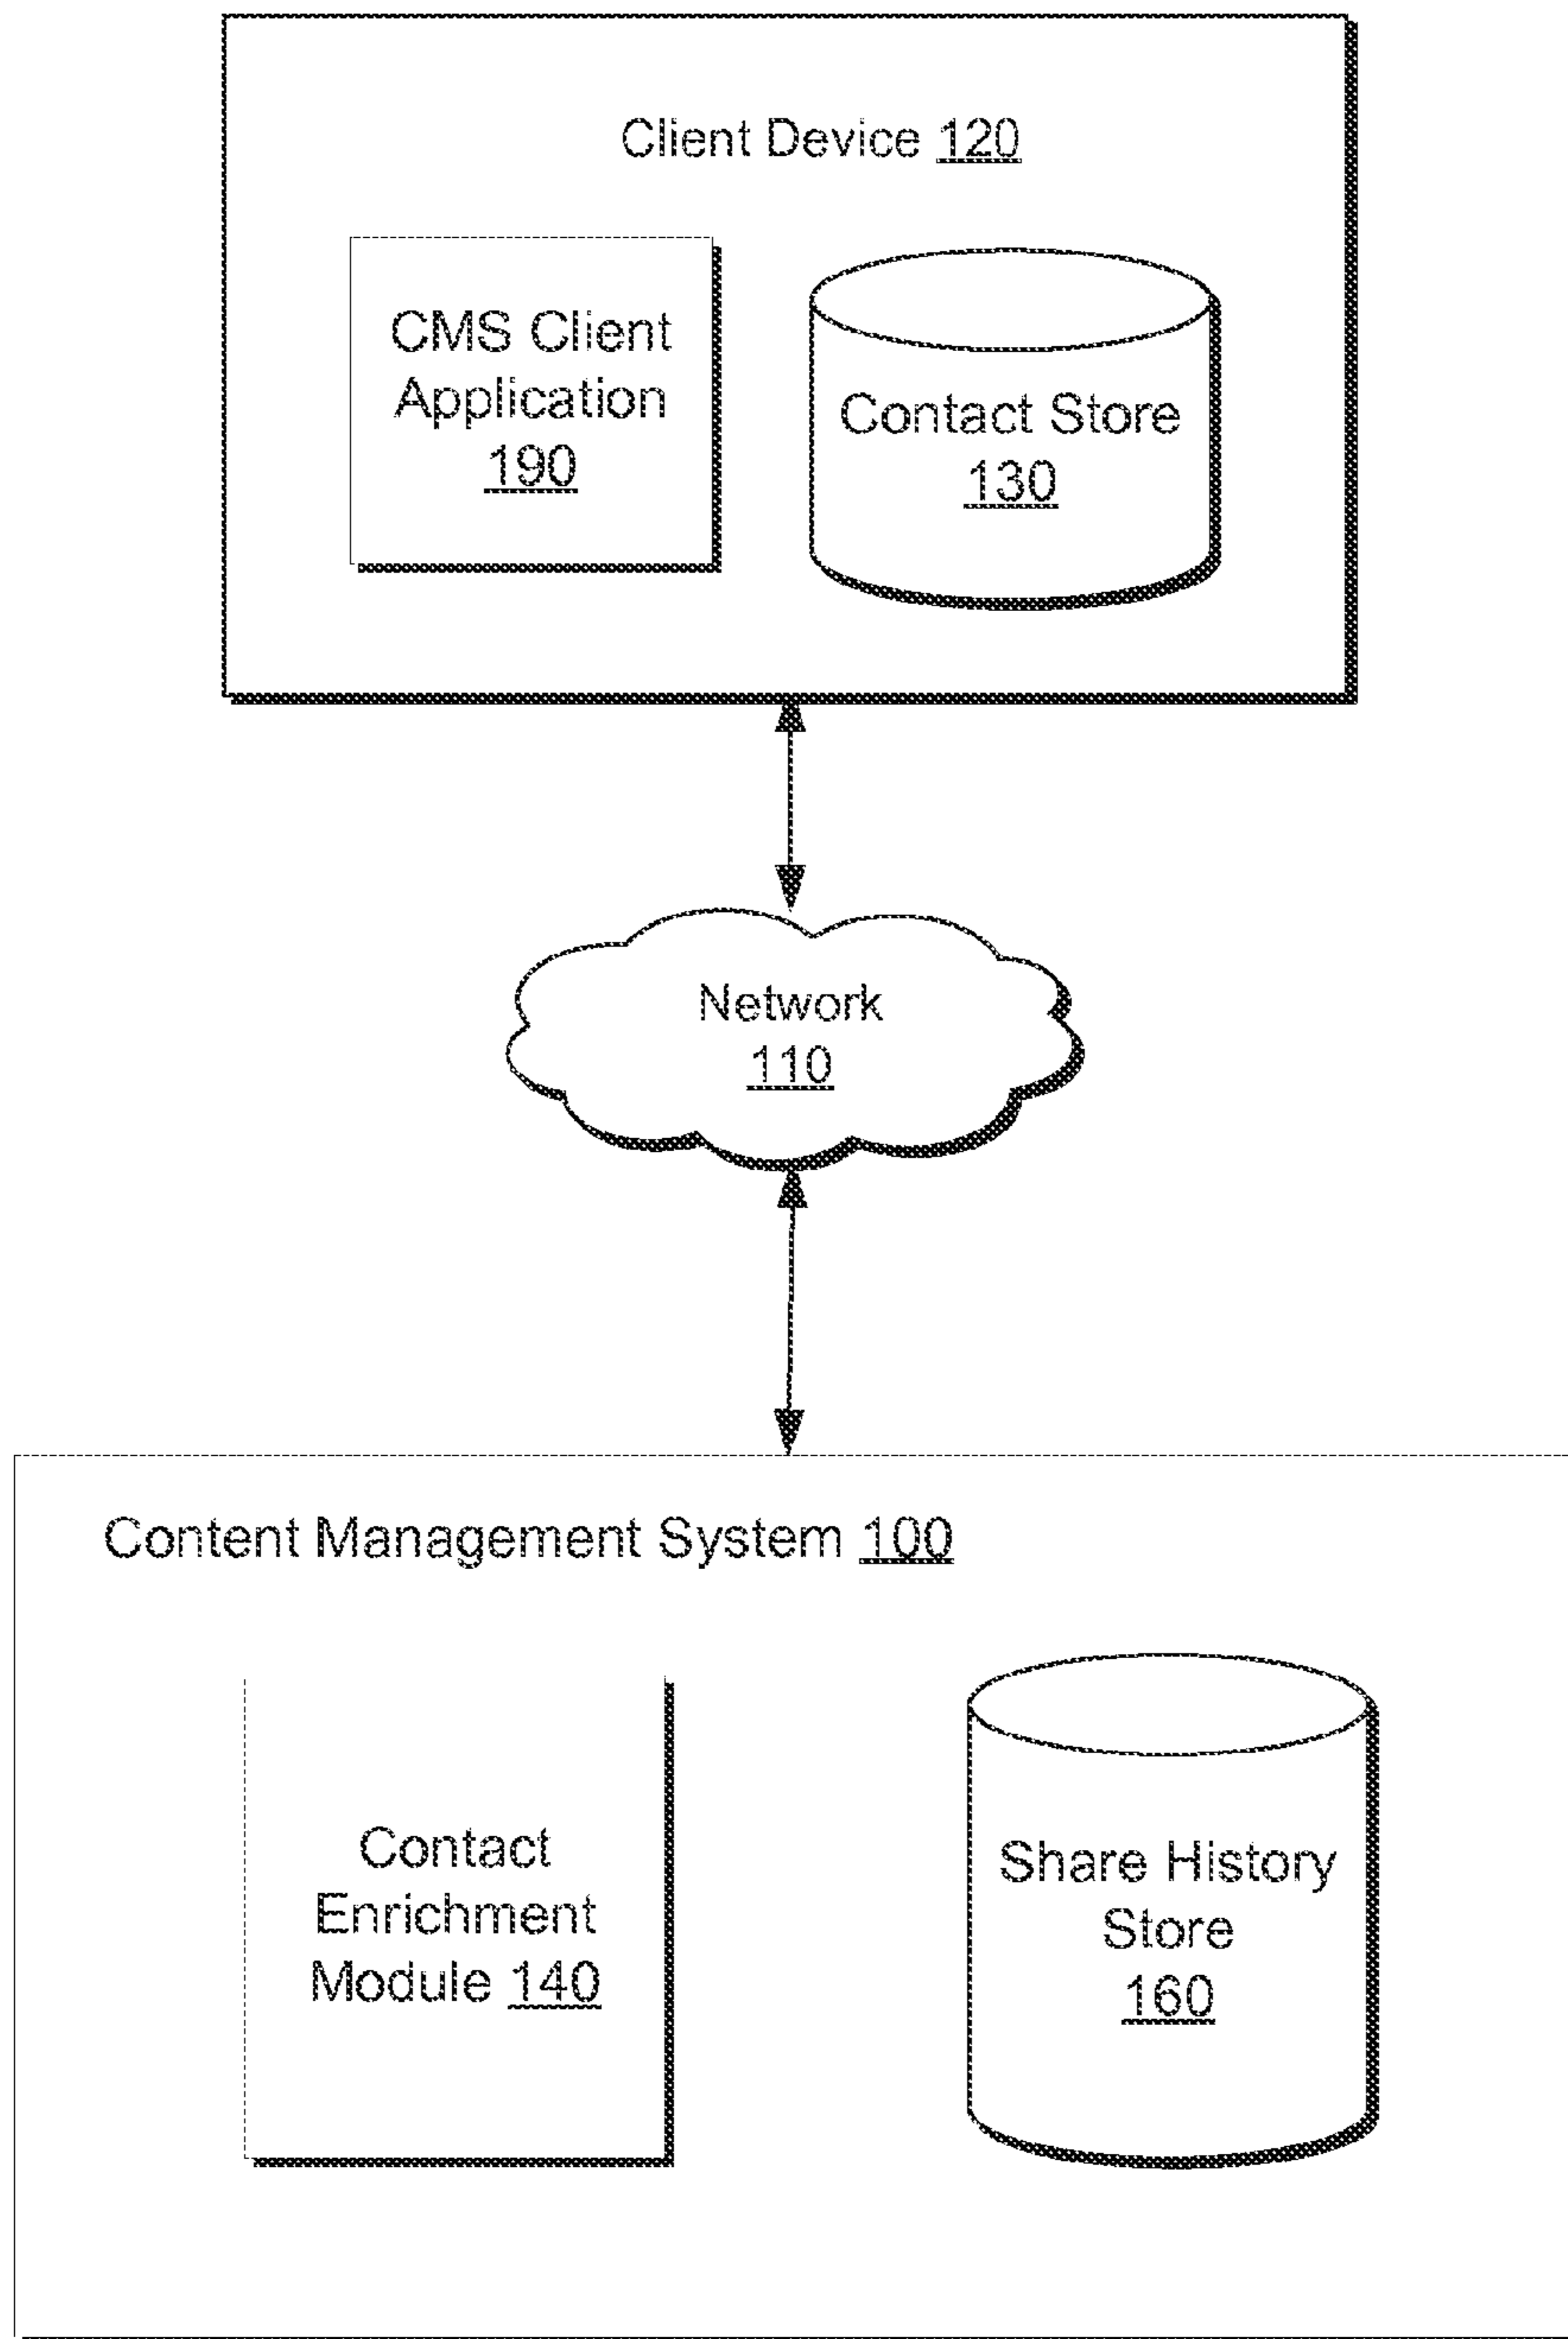 Client Device 120
CMS Client
Application
190
Contact Store
130
Network
110
Content Management System 100
Contact
Enrichment
Module 140
Share History
Store
160